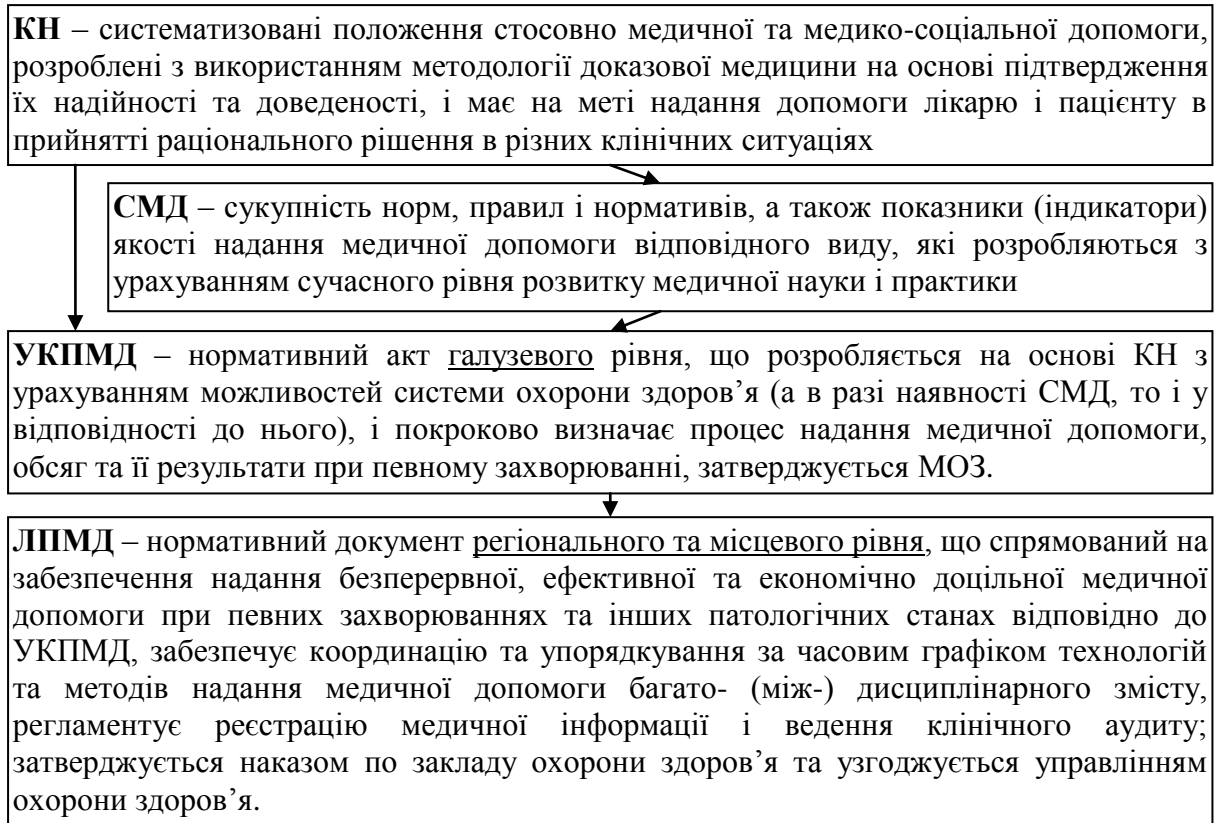 КН – систематизовані положення стосовно медичної та медико-соціальної допомоги,
розроблені з використанням методології доказової медицини на основі підтвердження
їх надійності та доведеності, і має на меті надання допомоги лікарю і пацієнту в
прийнятті раціонального рішення в різних клінічних ситуаціях
СМД – сукупність норм, правил і нормативів, а також показники (індикатори)
якості надання медичної допомоги відповідного виду, які розробляються з
урахуванням сучасного рівня розвитку медичної науки і практики
УКПМД – нормативний акт галузевого рівня, що розробляється на основі КН з
урахуванням можливостей системи охорони здоров’я (а в разі наявності СМД, то і у
відповідності до нього), і покроково визначає процес надання медичної допомоги,
обсяг та її результати при певному захворюванні, затверджується МОЗ.
ЛПМД – нормативний документ регіонального та місцевого рівня, що спрямований на
забезпечення надання безперервної, ефективної та економічно доцільної медичної
допомоги при певних захворюваннях та інших патологічних станах відповідно до
УКПМД, забезпечує координацію та упорядкування за часовим графіком технологій
та методів надання медичної допомоги багато- (між-) дисциплінарного змісту,
регламентує реєстрацію медичної інформації і ведення клінічного аудиту;
затверджується наказом по закладу охорони здоров’я та узгоджується управлінням
охорони здоров’я.